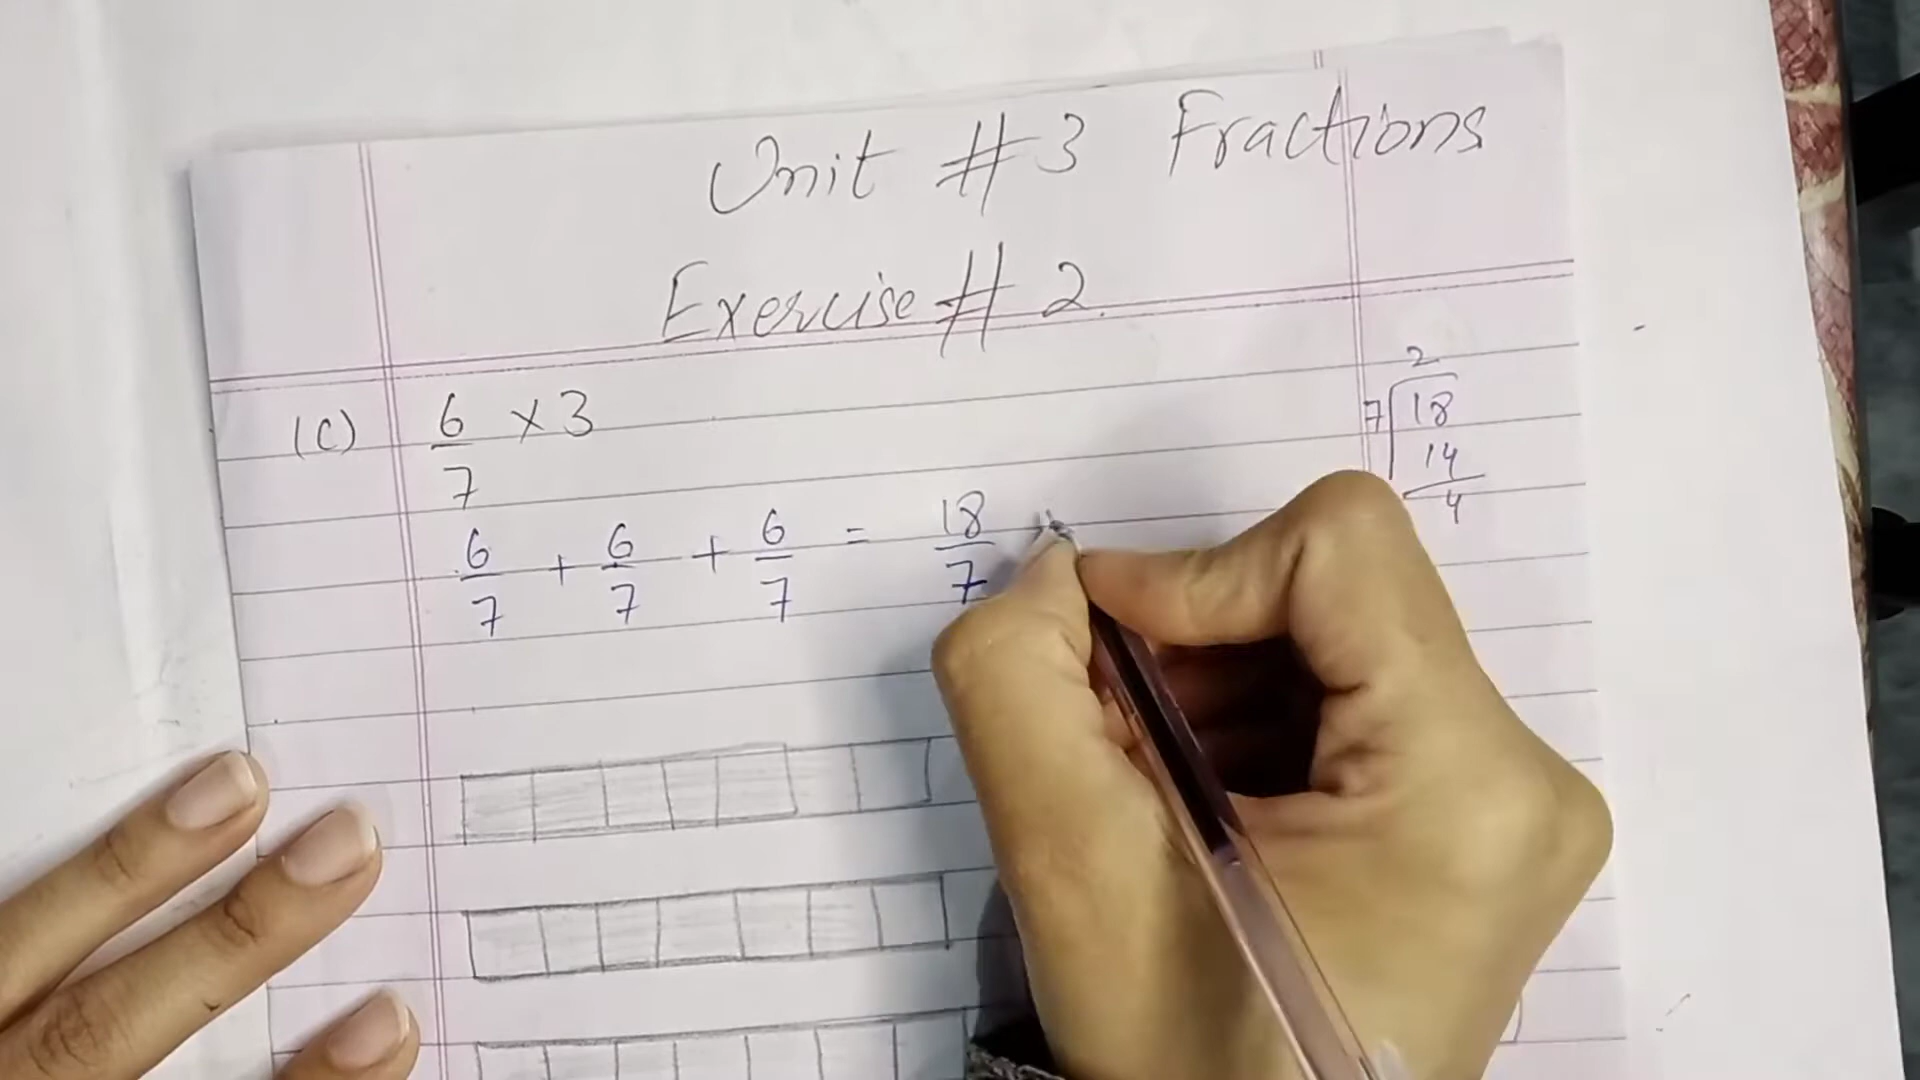 Unit #3 Fractions
Exercise # 2.
(C) 6/7 × 3
6/7 + 6/7 + 6/7 = 18/7
2
7 18
14
4